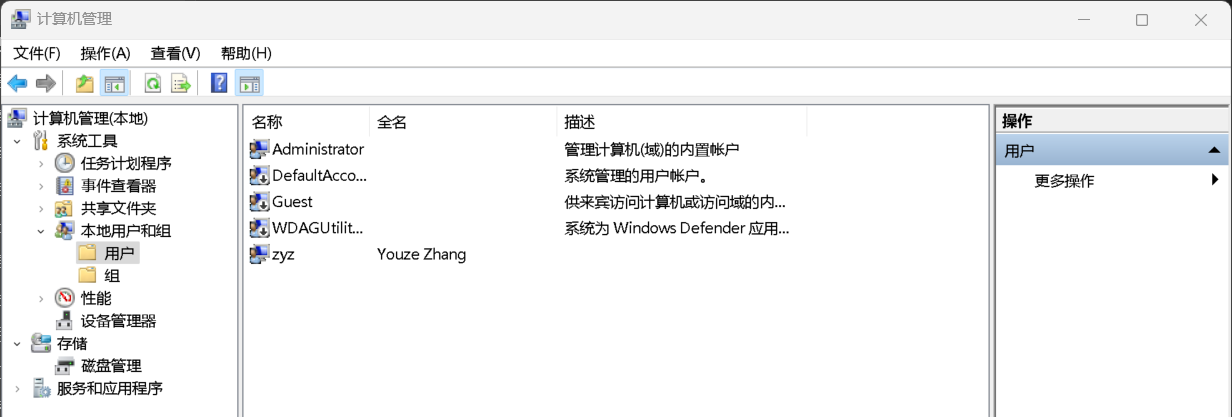 计算机管理
文件(F) 操作(A) 查看(V) 帮助(H)
计算机管理(本地)
系统工具
任务计划程序
事件查看器
共享文件夹
本地用户和组
用户
组
性能
设备管理器
存储
磁盘管理
服务和应用程序
名称 全名 描述
Administrator 管理计算机(域)的内置帐户
DefaultAcco... 系统管理的用户帐户。
Guest 供来宾访问计算机或访问域的内...
WDAGUtilit... 系统为 Windows Defender 应用...
zyz Youze Zhang
操作
用户
更多操作